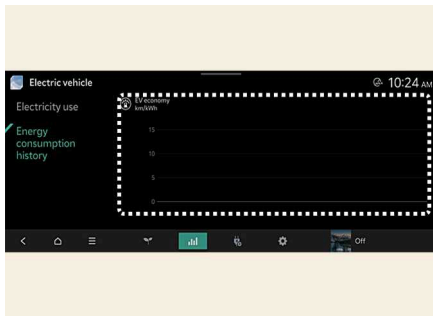 Electric vehicle
10:24 AM
Electricity use
Energy
consumption
history
EV economy
km/kWh
15
10
5
0
Off